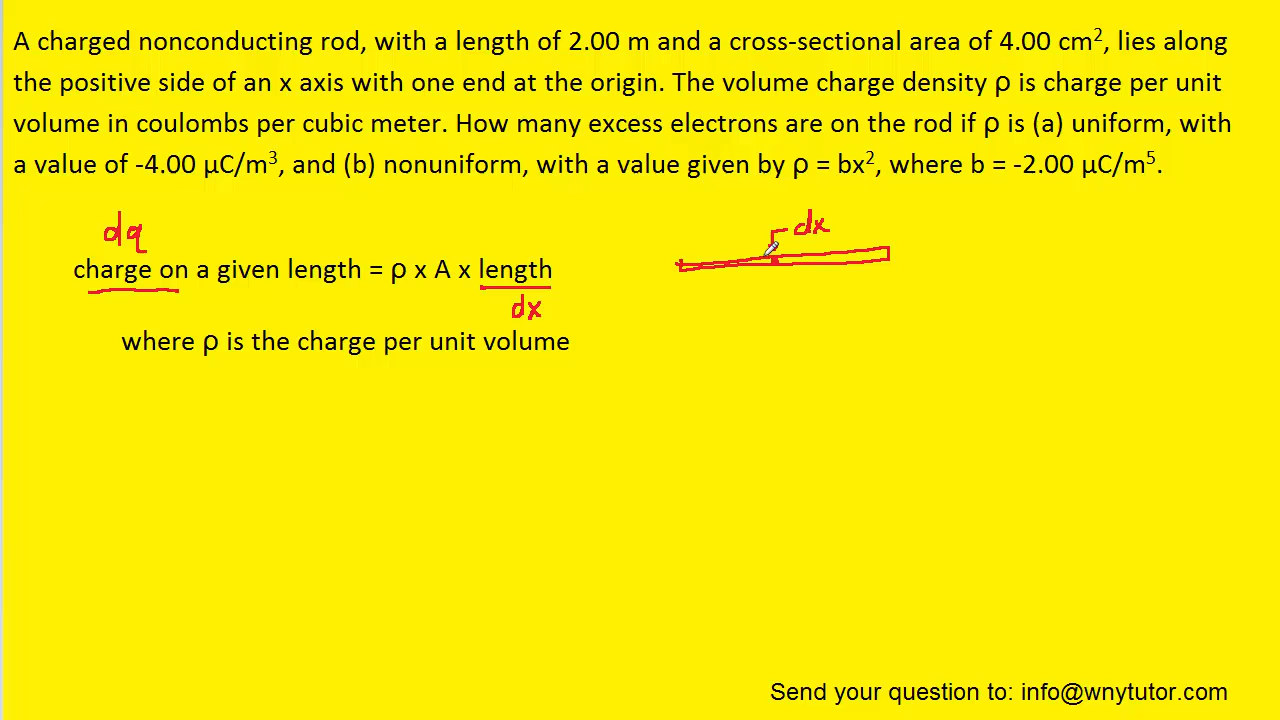 A charged nonconducting rod, with a length of 2.00 m and a cross-sectional area of 4.00 cm², lies along
the positive side of an x axis with one end at the origin. The volume charge density ρ is charge per unit
volume in coulombs per cubic meter. How many excess electrons are on the rod if ρ is (a) uniform, with
a value of -4.00 µC/m³, and (b) nonuniform, with a value given by ρ = bx², where b = -2.00 µC/m⁵.
dq
dx
charge on a given length = ρ x A x length
dx
where ρ is the charge per unit volume
Send your question to: info@wnytutor.com